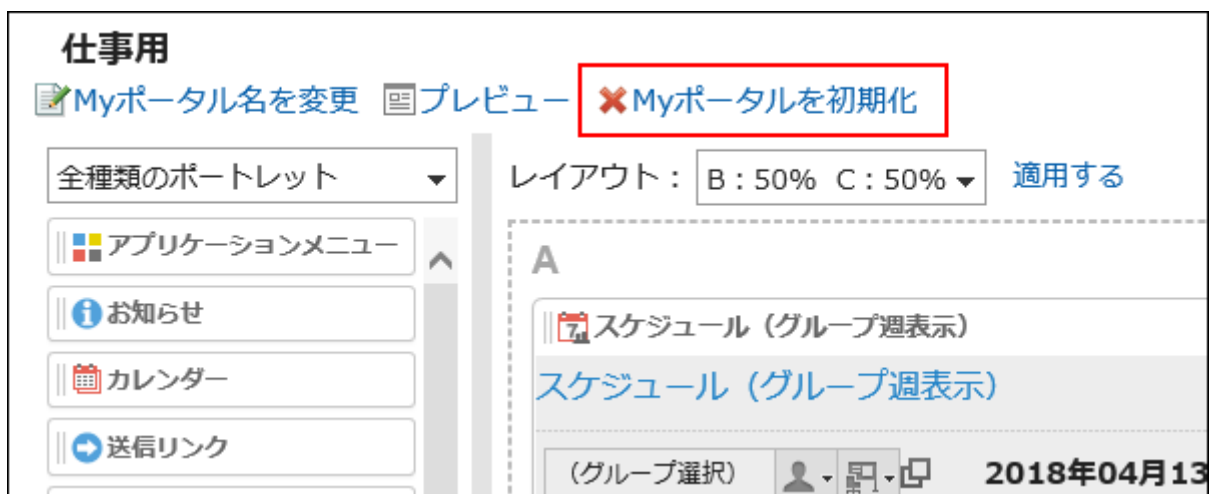 仕事用
Myポータル名を変更 プレビュー Myポータルを初期化
全種類のポートレット
レイアウト： B：50% C：50% 適用する
アプリケーションメニュー
お知らせ
カレンダー
送信リンク
A
スケジュール（グループ週表示）
スケジュール（グループ週表示）
（グループ選択） 2018年04月13